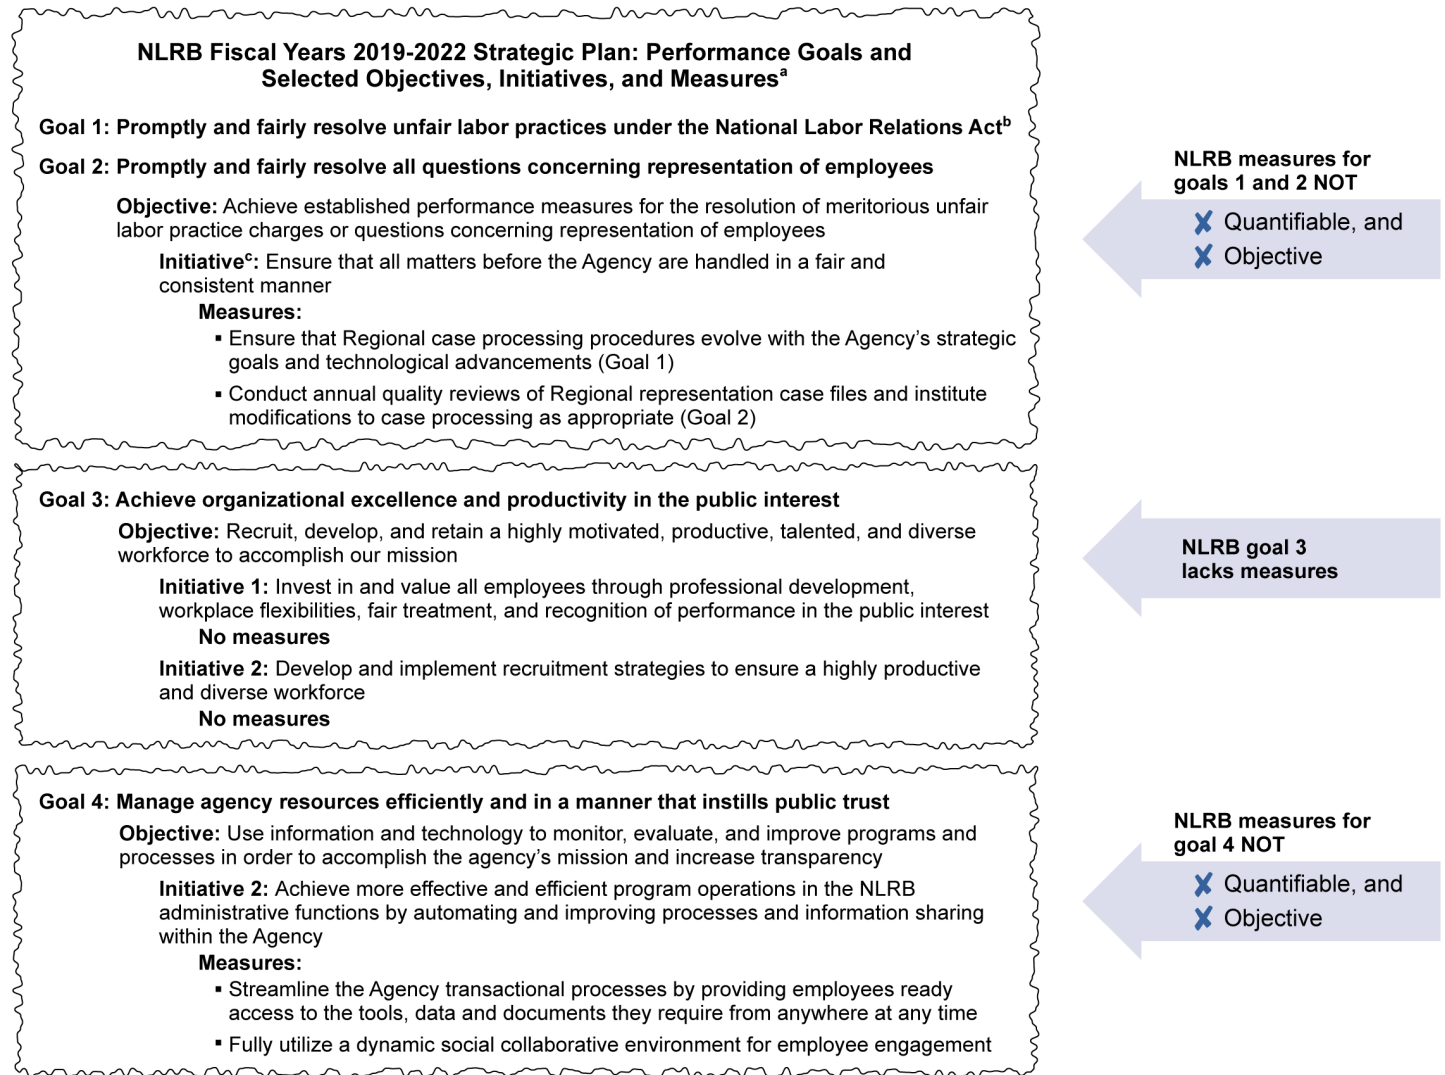 NLRB Fiscal Years 2019-2022 Strategic Plan: Performance Goals and
Selected Objectives, Initiatives, and Measuresᵃ
Goal 1: Promptly and fairly resolve unfair labor practices under the National Labor Relations Actᵇ
Goal 2: Promptly and fairly resolve all questions concerning representation of employees
Objective: Achieve established performance measures for the resolution of meritorious unfair
labor practice charges or questions concerning representation of employees
Initiativeᶜ: Ensure that all matters before the Agency are handled in a fair and
consistent manner
Measures:
▪ Ensure that Regional case processing procedures evolve with the Agency’s strategic
goals and technological advancements (Goal 1)
▪ Conduct annual quality reviews of Regional representation case files and institute
modifications to case processing as appropriate (Goal 2)
NLRB measures for
goals 1 and 2 NOT
✘ Quantifiable, and
✘ Objective
Goal 3: Achieve organizational excellence and productivity in the public interest
Objective: Recruit, develop, and retain a highly motivated, productive, talented, and diverse
workforce to accomplish our mission
Initiative 1: Invest in and value all employees through professional development,
workplace flexibilities, fair treatment, and recognition of performance in the public interest
No measures
Initiative 2: Develop and implement recruitment strategies to ensure a highly productive
and diverse workforce
No measures
NLRB goal 3
lacks measures
Goal 4: Manage agency resources efficiently and in a manner that instills public trust
Objective: Use information and technology to monitor, evaluate, and improve programs and
processes in order to accomplish the agency’s mission and increase transparency
Initiative 2: Achieve more effective and efficient program operations in the NLRB
administrative functions by automating and improving processes and information sharing
within the Agency
Measures:
▪ Streamline the Agency transactional processes by providing employees ready
access to the tools, data and documents they require from anywhere at any time
▪ Fully utilize a dynamic social collaborative environment for employee engagement
NLRB measures for
goal 4 NOT
✘ Quantifiable, and
✘ Objective